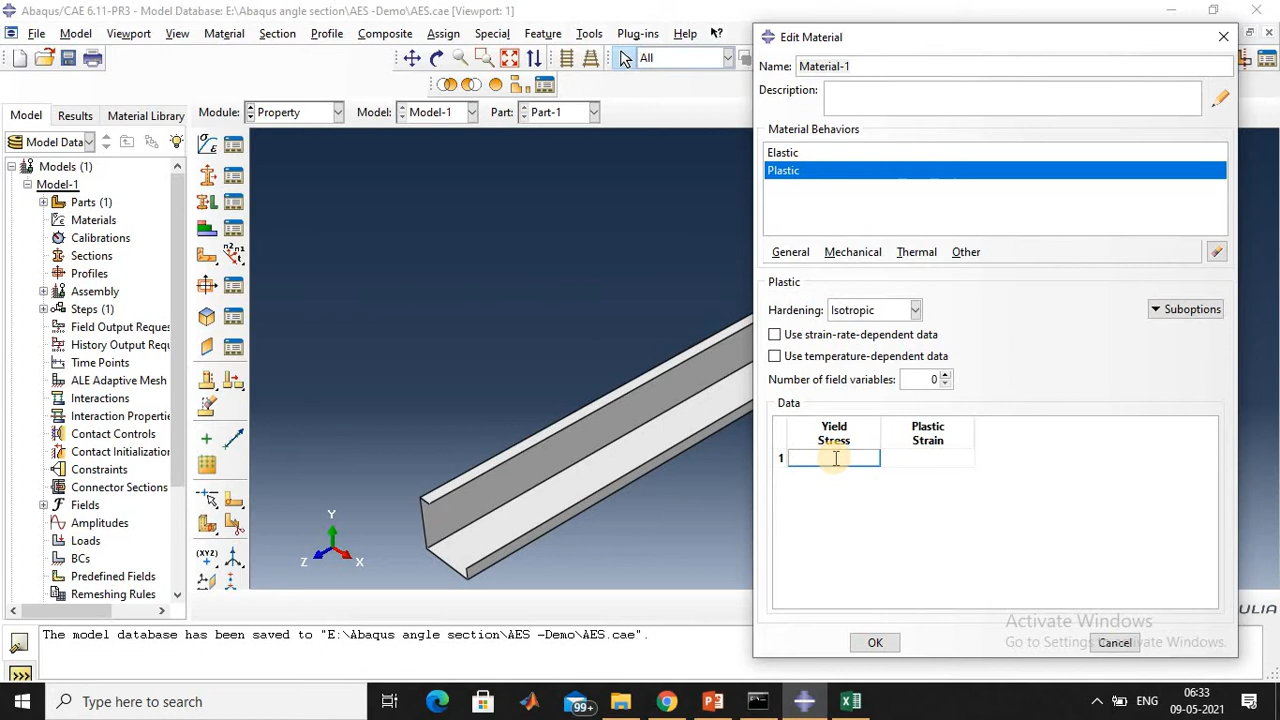 Abaqus/CAE 6.11-PR3 - Model Database: E:\Abaqus angle section\AES -Demo\AES.cae [Viewport: 1]
File Model Viewport View Material Section Profile Composite Assign Special Feature Tools Plug-ins Help
All
Model Results Material Library
Module: Property Model: Model-1 Part: Part-1
Model Data
Models (1)
Model-1
Parts (1)
Materials
Calibrations
Sections
Profiles
Assembly
Steps (1)
Field Output Reques
History Output Reque
Time Points
ALE Adaptive Mesh
Interactions
Interaction Propertie
Contact Controls
Contact Initialization
Constraints
Fields
Amplitudes
Loads
BCs
Predefined Fields
Remeshing Rules
Y
Z X
Edit Material
Name: Material-1
Description:
Material Behaviors
Elastic
Plastic
General Mechanical Thermal Other
Plastic
Hardening: Isotropic
Suboptions
Use strain-rate-dependent data
Use temperature-dependent data
Number of field variables: 0
Data
Yield Stress Plastic Strain
1
OK Cancel
Activate Windows
Go to Settings to Activate Windows.
ULIA
The model database has been saved to "E:\Abaqus angle section\AES -Demo\AES.cae".
>>>
Type here to search
99+
ENG
06:33
09-05-2021